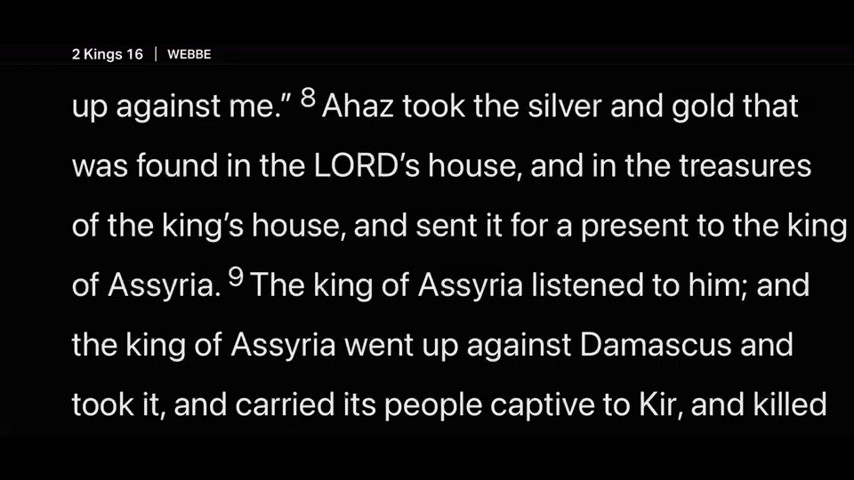 2 Kings 16 | WEBBE
up against me.” 8 Ahaz took the silver and gold that
was found in the LORD’s house, and in the treasures
of the king’s house, and sent it for a present to the king
of Assyria. 9 The king of Assyria listened to him; and
the king of Assyria went up against Damascus and
took it, and carried its people captive to Kir, and killed